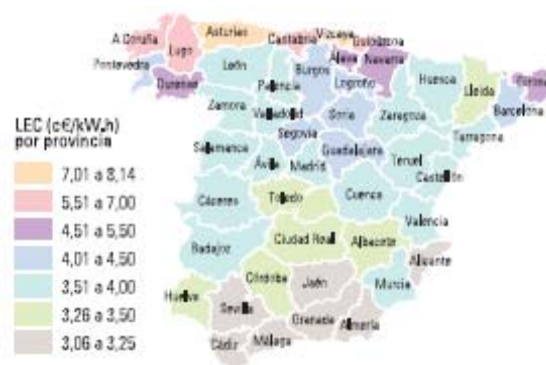 A Coruña
Lugo
Asturias
Cantabria
Vizcaya
Guipúzcoa
Pontevedra
Ourense
León
Palencia
Burgos
Álava
Navarra
Logroño
Huesca
Lleida
Girona
Barcelona
Zamora
Valladolid
Soria
Zaragoza
Tarragona
LEC (c€/kW.h)
por provincia
Salamanca
Segovia
Ávila
Madrid
Guadalajara
Teruel
Castellón
7,01 a 8,14
5,51 a 7,00
4,51 a 5,50
4,01 a 4,50
3,51 a 4,00
3,26 a 3,50
3,06 a 3,25
Cáceres
Toledo
Cuenca
Valencia
Badajoz
Ciudad Real
Albacete
Alicante
Murcia
Huelva
Córdoba
Jaén
Sevilla
Granada
Almería
Cádir
Málaga